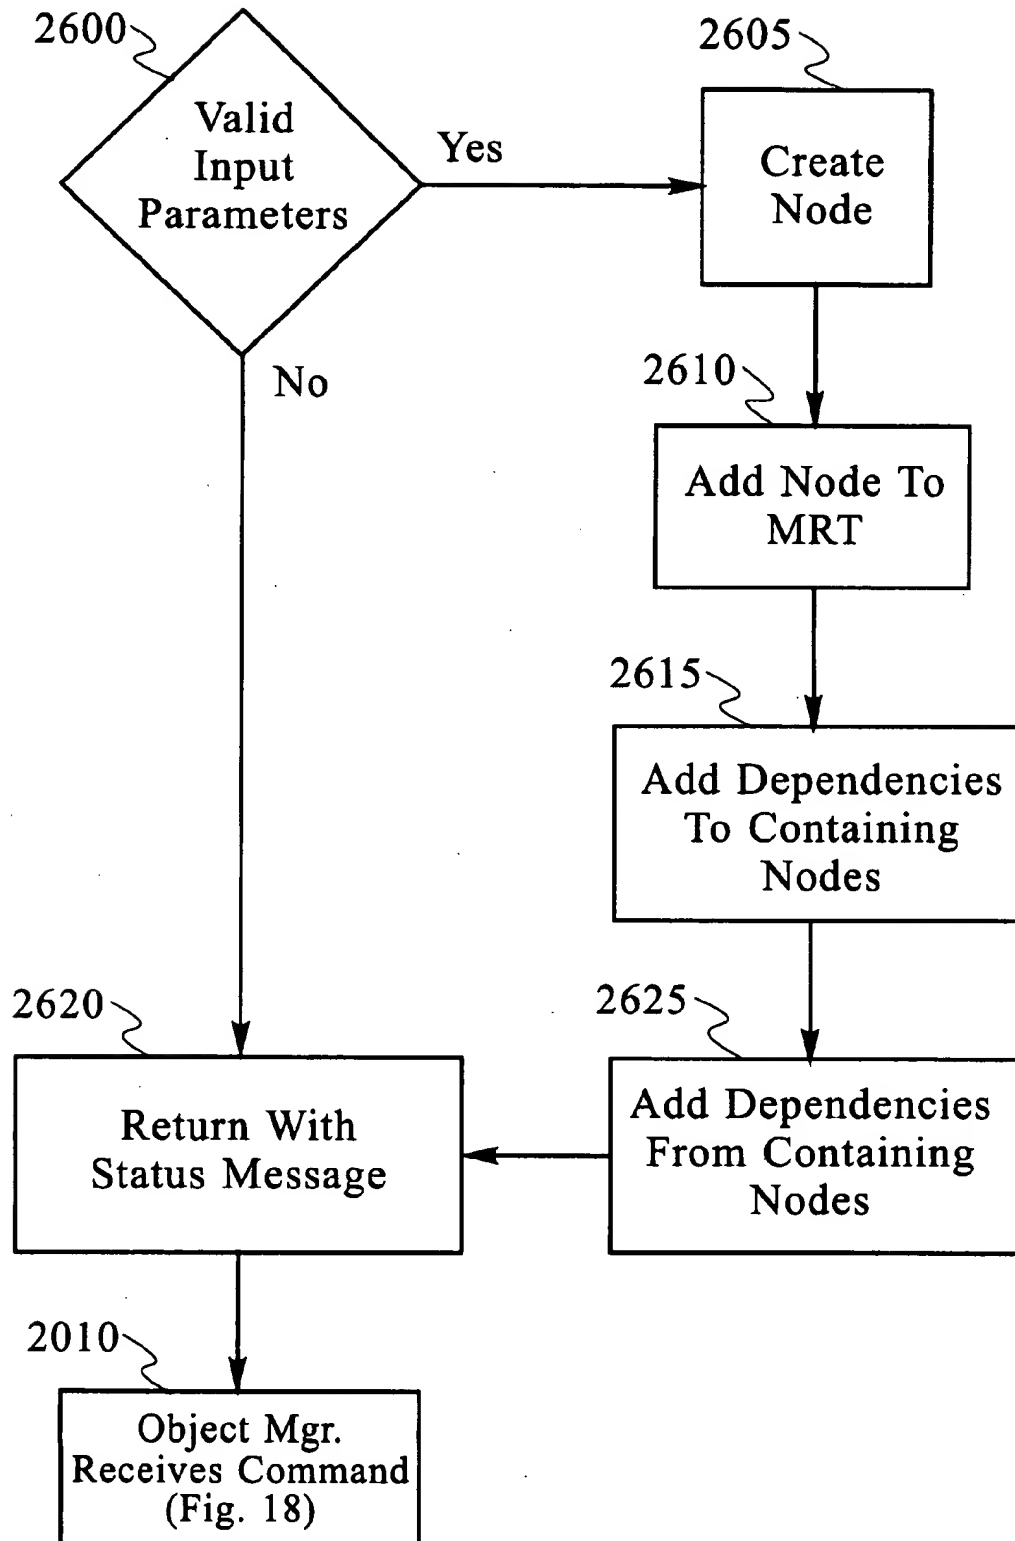 2600
Valid
Input
Parameters
Yes
No
2605
Create
Node
2610
Add Node To
MRT
2615
Add Dependencies
To Containing
Nodes
2625
Add Dependencies
From Containing
Nodes
2620
Return With
Status Message
2010
Object Mgr.
Receives Command
(Fig. 18)